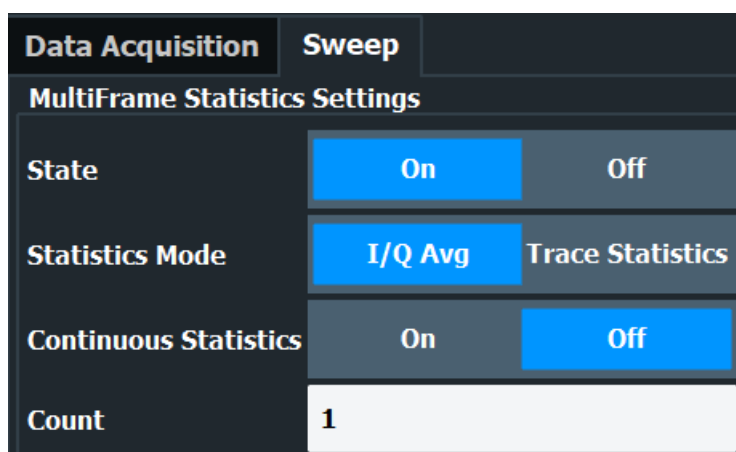 Data Acquisition Sweep
MultiFrame Statistics Settings
State On Off
Statistics Mode I/Q Avg Trace Statistics
Continuous Statistics On Off
Count 1